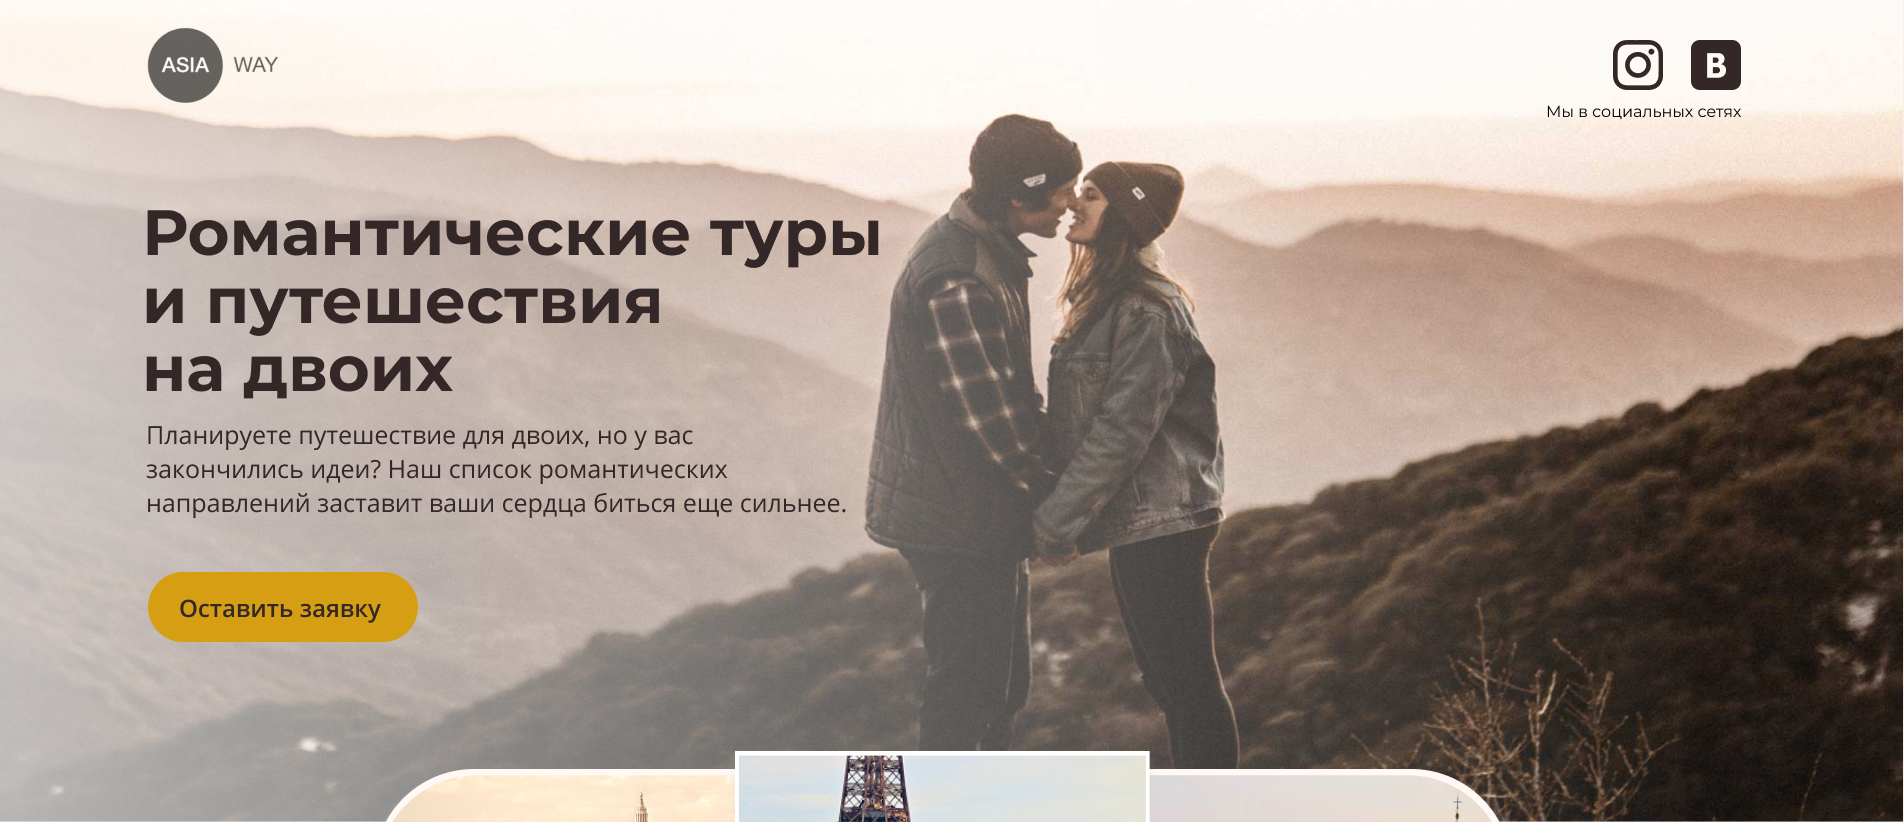 ASIA WAY
Мы в социальных сетях
Романтические туры
и путешествия
на двоих
Планируете путешествие для двоих, но у вас
закончились идеи? Наш список романтических
направлений заставит ваши сердца биться еще сильнее.
Оставить заявку